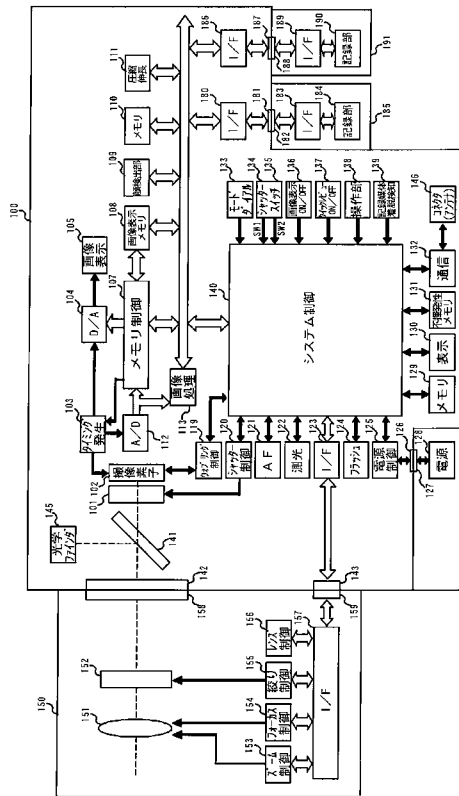 100
145
光学ファインダー
103
タイミング発生
104
D/A
105
画像表示
101
102
撮像素子
A/D
112
107
メモリ制御
108
画像表示メモリ
109
110
メモリ
111
圧縮伸長
画像処理
113
141
142
158
140
システム制御
119
ウォブリング制御
120
シャッタ制御
121
AF
122
測光
123
I/F
124
フラッシュ
125
電源制御
126
127
128
電源
129
メモリ
130
表示
131
不揮発性メモリ
132
通信
146
コネクタ(アンテナ)
133
モードダイアル
134
シャッタースイッチ
135
SW1
SW2
136
画像表示ON/OFF
137
クイックレビューON/OFF
138
操作部
139
記録媒体着脱検知
180
I/F
181
182
183
I/F
184
記録部
185
186
I/F
187
188
189
I/F
190
記録部
191
143
159
150
151
152
153
ズーム制御
154
フォーカス制御
155
絞り制御
156
レンズ制御
157
I/F